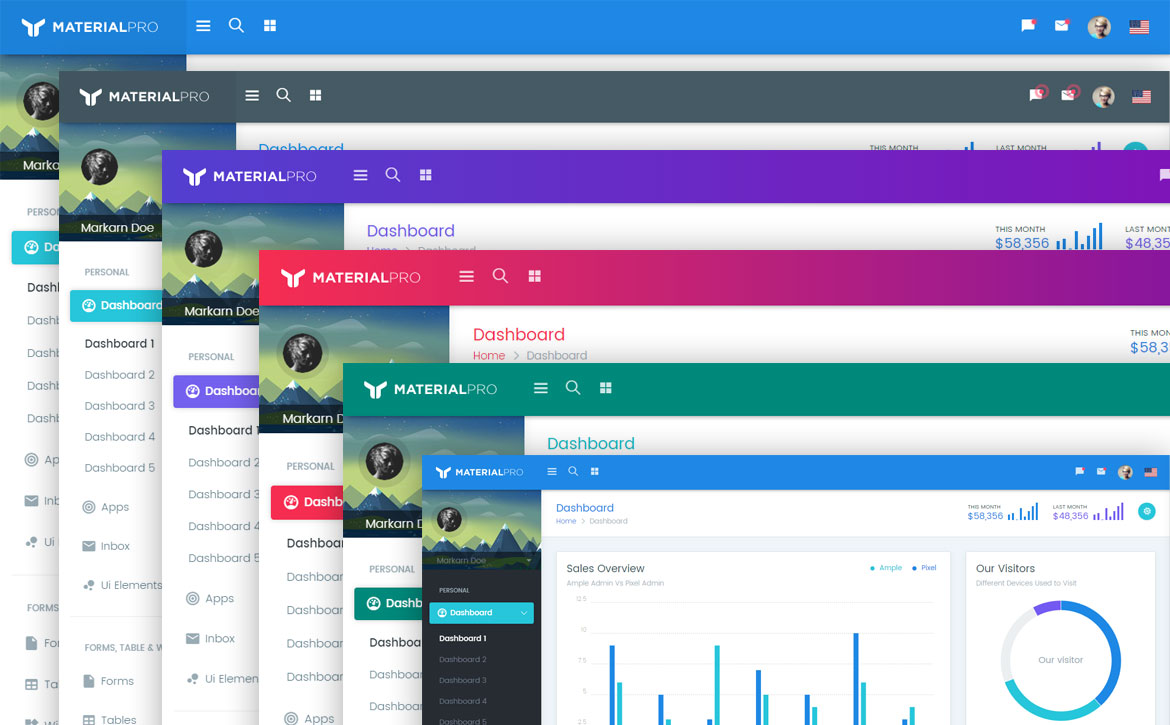 MATERIALPRO
MATERIALPRO
Dashboard
THIS MONTH
LAST MONTH
Marka
Markarn Doe
MATERIALPRO
Dashboard
Home > Dashboard
THIS MONTH
$58,356
LAST MONT
$48,35
Markarn Doe
PERSO
Da
Dashl
Dashb
Dashb
Dashb
Dashb
Ap
Inb
Ui
FORMS
Fo
Ta
Wi
PERSONAL
Dashboard
Dashboard 1
Dashboard 2
Dashboard 3
Dashboard 4
Dashboard 5
Apps
Inbox
Ui Elements
FORMS, TABLE & W
Forms
Tables
PERSONAL
Dashboa
Dashboard 1
Dashboard 2
Dashboard 3
Dashboard 4
Dashboard 5
Apps
Inbox
Ui Elemen
MATERIALPRO
Dashboard
Home > Dashboard
THIS MON
$58,3
Markarn D
PERSONAL
Dashb
Dashboar
Dashboar
Dashboar
Dashboar
Dashboar
Apps
MATERIALPRO
Dashboard
Markarn D
PERSONAL
Dashb
Dashboa
Dashboa
Dashboa
MATERIALPRO
Dashboard
Home > Dashboard
THIS MONTH
$58,356
LAST MONTH
$48,356
Markarn Doe
PERSONAL
Dashboard
Dashboard 1
Dashboard 2
Dashboard 3
Dashboard 4
Dashboard 5
Sales Overview
Ample Admin Vs Pixel Admin
Ample
Pixel
12.5
10
7.5
5
2.5
Our Visitors
Different Devices Used to Visit
Our visitor